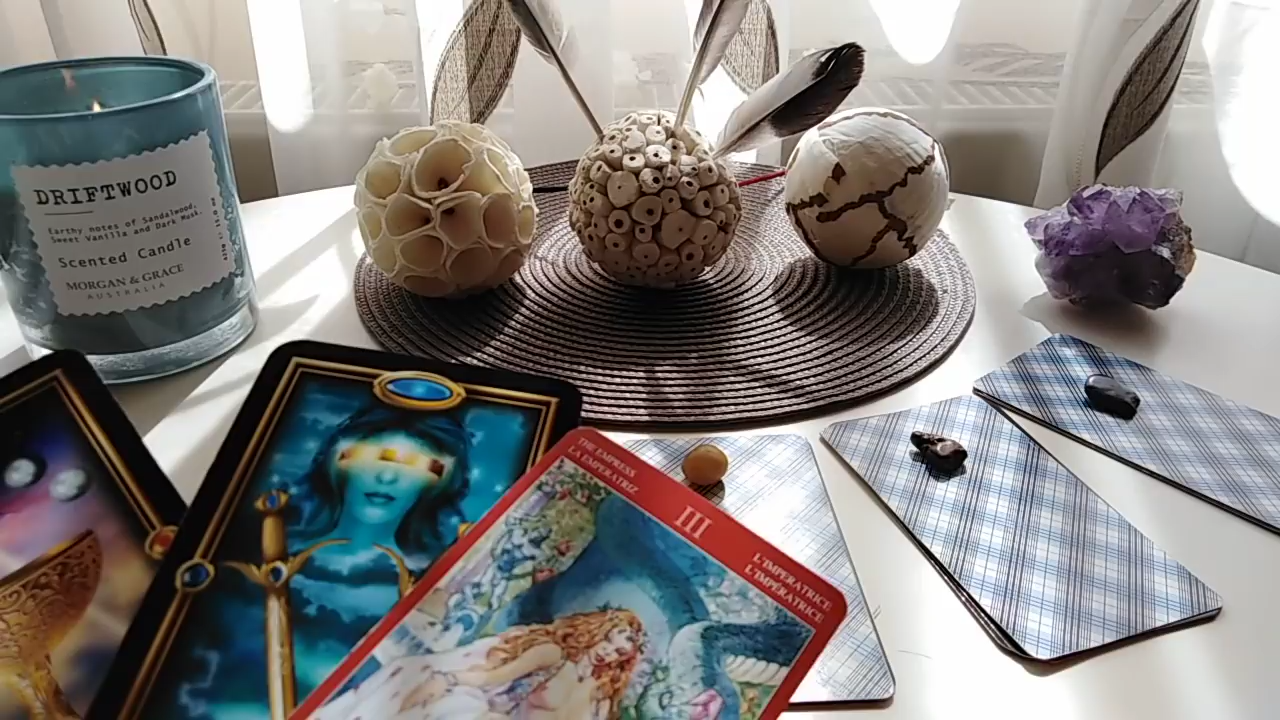 DRIFTWOOD
Earthy notes of Sandalwood,
Sweet Vanilla and Dark Musk.
Scented Candle
MORGAN & GRACE
AUSTRALIA
THE EMPRESS
LA EMPERATRIZ
III
L'IMPERATRICE
L'IMPÉRATRICE